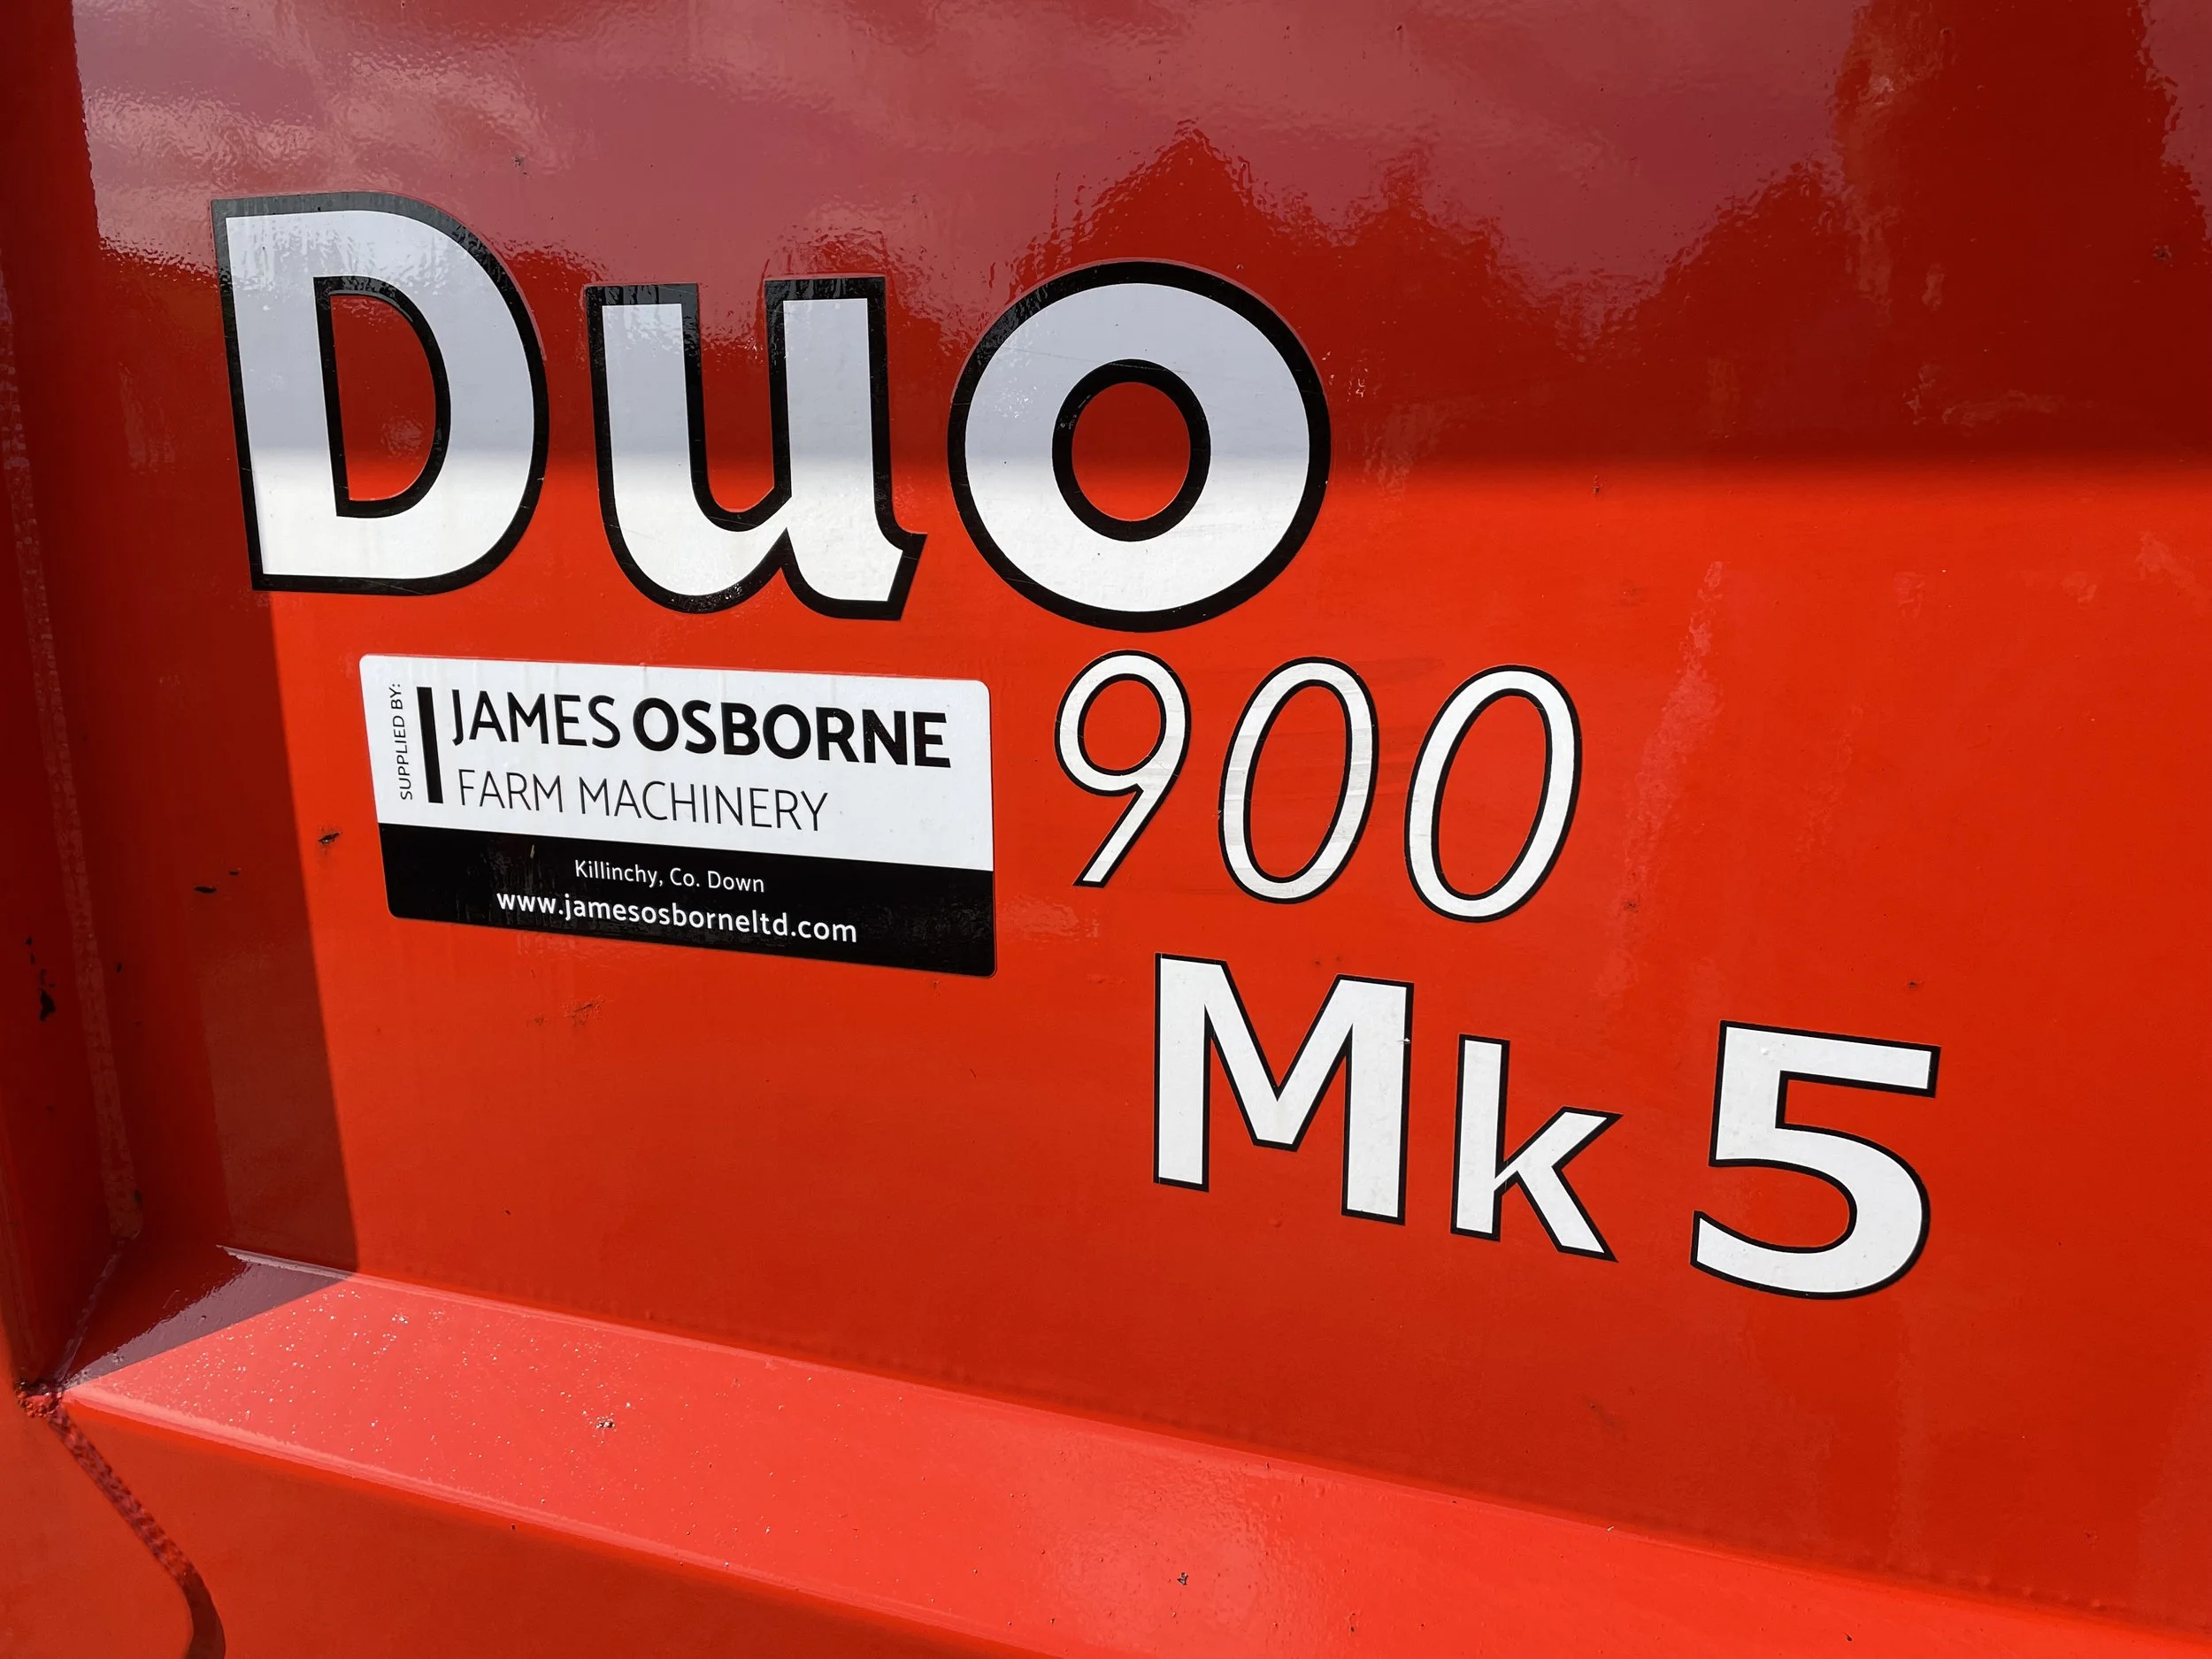 Duo
SUPPLIED BY:
JAMES OSBORNE
FARM MACHINERY
Killinchy, Co. Down
www.jamesosborneltd.com
900
Mk 5